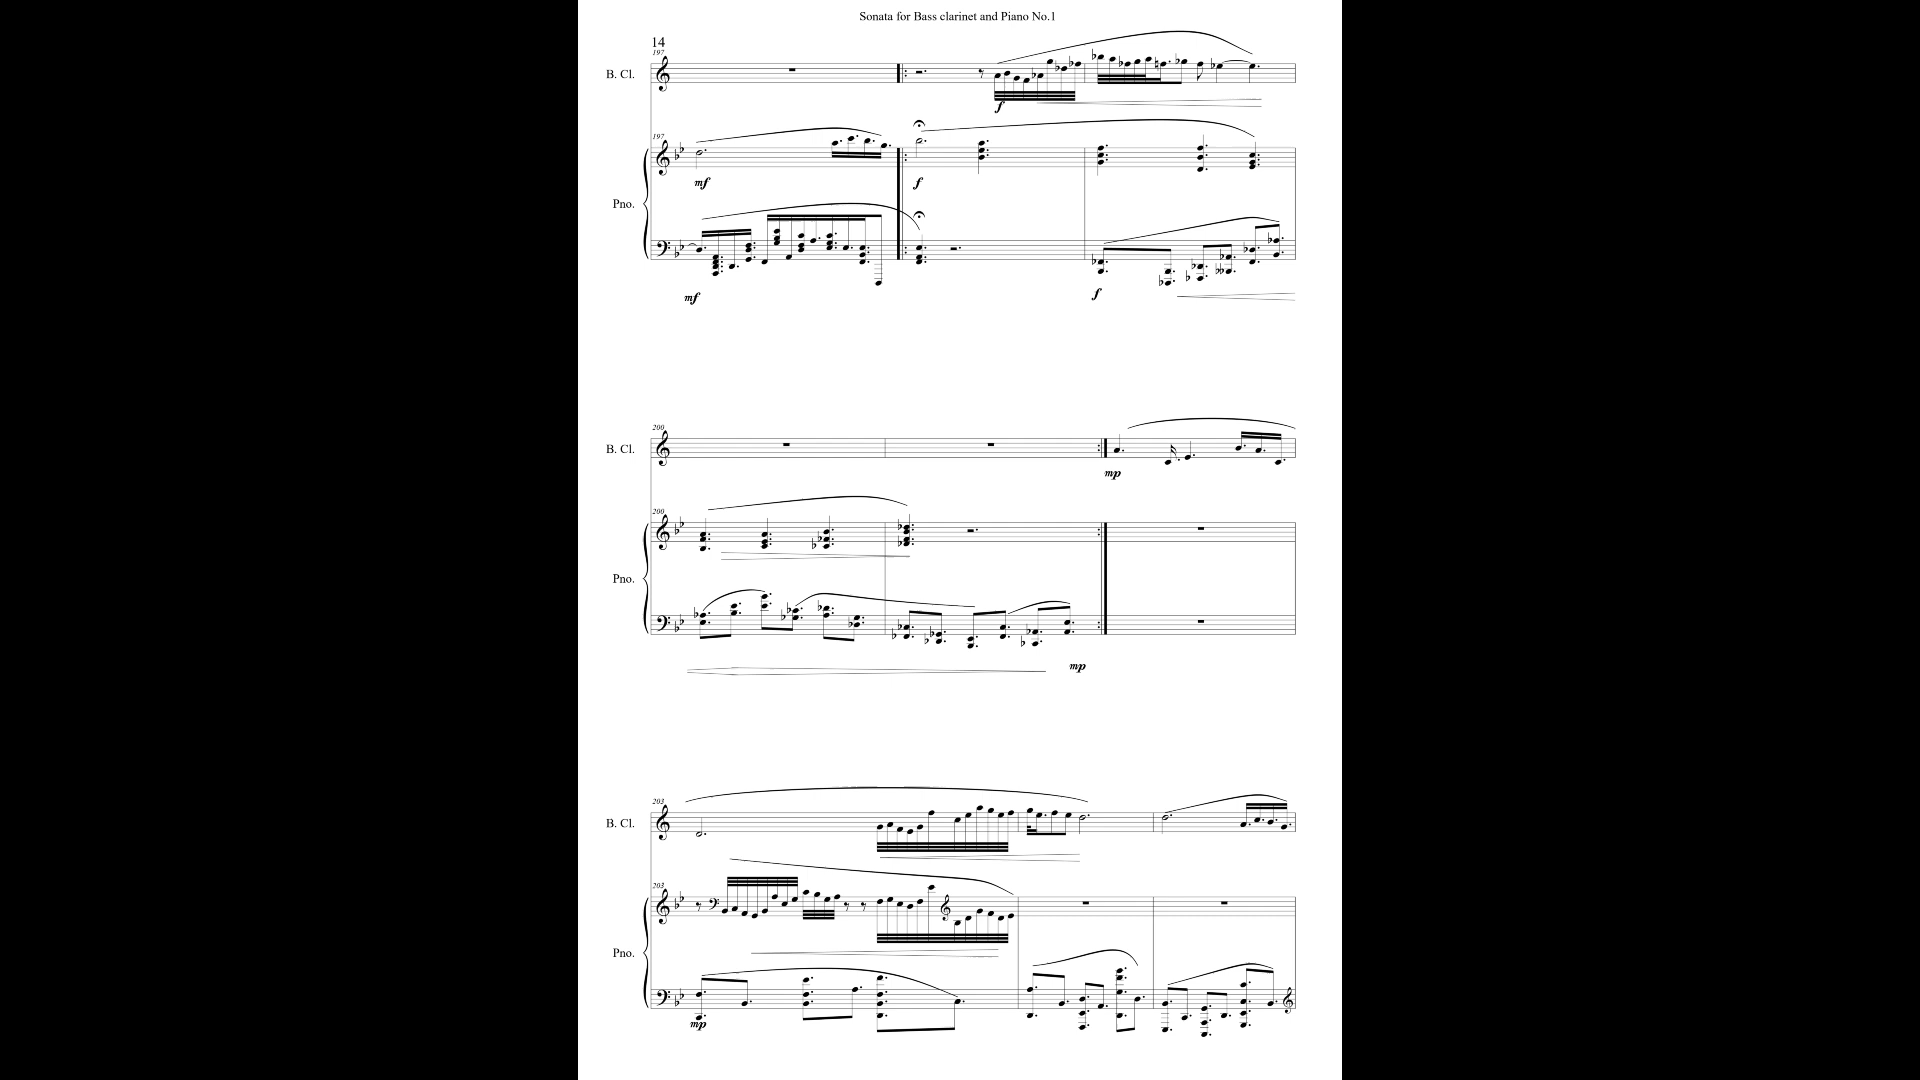 Sonata for Bass clarinet and Piano No.1
14
197
B. Cl.
f
197
mf
f
Pno.
mf
f
200
B. Cl.
mp
200
Pno.
mp
203
B. Cl.
203
Pno.
mp